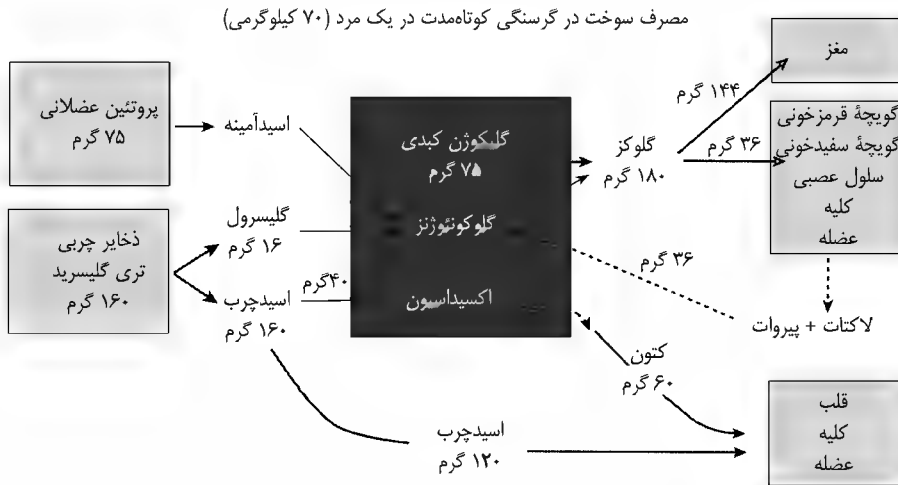 مصرف سوخت در گرسنگی کوتاه‌مدت در یک مرد (۷۰ کیلوگرمی)
پروتئین عضلانی
۷۵ گرم
اسیدآمینه
ذخایر چربی
تری گلیسرید
۱۶۰ گرم
گلیسرول
۱۶ گرم
اسیدچرب
۱۶۰ گرم
۴۰گرم
گلیکوژن کبدی
۷۵ گرم
گلوکونئوژنز
اکسیداسیون
گلوکز
۱۸۰ گرم
۱۴۴ گرم
۳۶ گرم
مغز
گویچهٔ قرمزخونی
گویچهٔ سفیدخونی
سلول عصبی
کلیه
عضله
۳۶ گرم
لاکتات + پیروات
کتون
۶۰ گرم
اسیدچرب
۱۲۰ گرم
قلب
کلیه
عضله